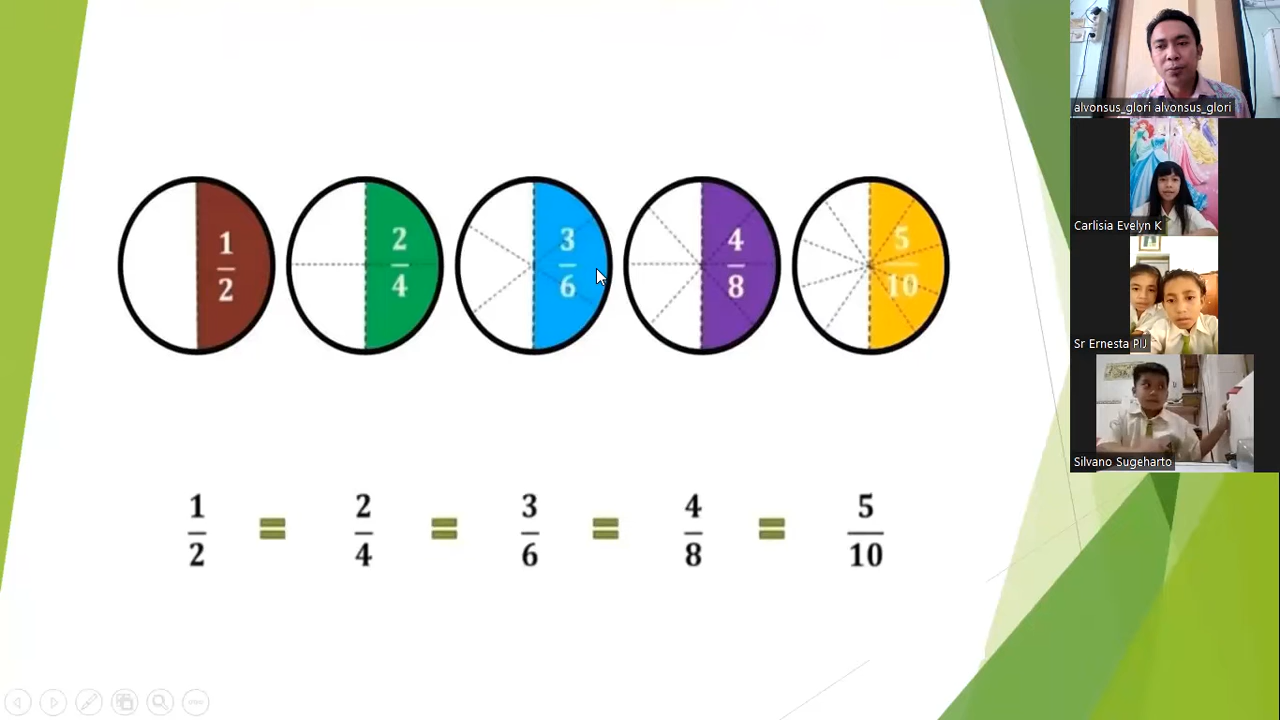 1/2 2/4 3/6 4/8 5/10
1/2 = 2/4 = 3/6 = 4/8 = 5/10
alvonsus_glori alvonsus_glori
Carlisia Evelyn K
Sr Ernesta PIJ
Silvano Sugeharto